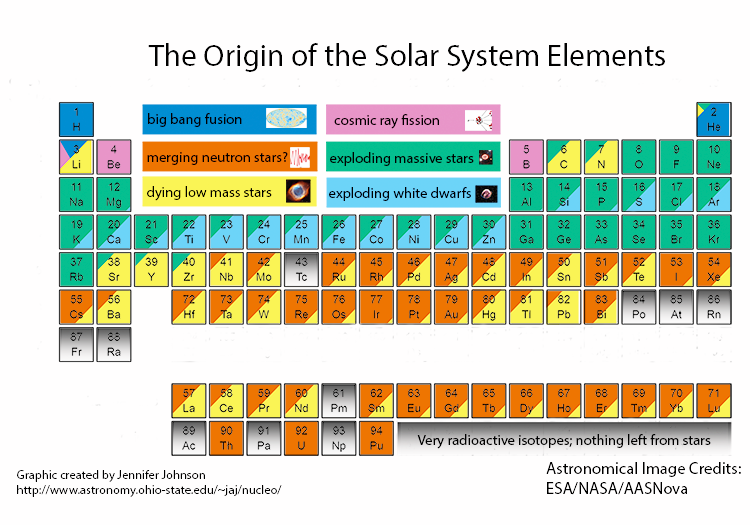 The Origin of the Solar System Elements
1 2
H big bang fusion cosmic ray fission He
3 4 merging neutron stars? exploding massive stars 5 6 7 8 9 10
Li Be B C N O F Ne
11 12 dying low mass stars exploding white dwarfs 13 14 15 16 17 18
Na Mg Al Si P S Cl Ar
19 20 21 22 23 24 25 26 27 28 29 30 31 32 33 34 35 36
K Ca Sc Ti V Cr Mn Fe Co Ni Cu Zn Ga Ge As Se Br Kr
37 38 39 40 41 42 43 44 45 46 47 48 49 50 51 52 53 54
Rb Sr Y Zr Nb Mo Tc Ru Rh Pd Ag Cd In Sn Sb Te I Xe
55 56 72 73 74 75 76 77 78 79 80 81 82 83 84 85 86
Cs Ba Hf Ta W Re Os Ir Pt Au Hg Tl Pb Bi Po At Rn
87 88
Fr Ra
57 58 59 60 61 62 63 64 65 66 67 68 69 70 71
La Ce Pr Nd Pm Sm Eu Gd Tb Dy Ho Er Tm Yb Lu
89 90 91 92 93 94
Ac Th Pa U Np Pu Very radioactive isotopes; nothing left from stars
Graphic created by Jennifer Johnson
http://www.astronomy.ohio-state.edu/~jaj/nucleo/
Astronomical Image Credits:
ESA/NASA/AASNova